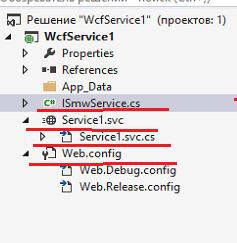 Решение "WcfService1" (проектов: 1)
WcfService1
Properties
References
App_Data
C# ISmwService.cs
Service1.svc
Service1.svc.cs
Web.config
Web.Debug.config
Web.Release.config